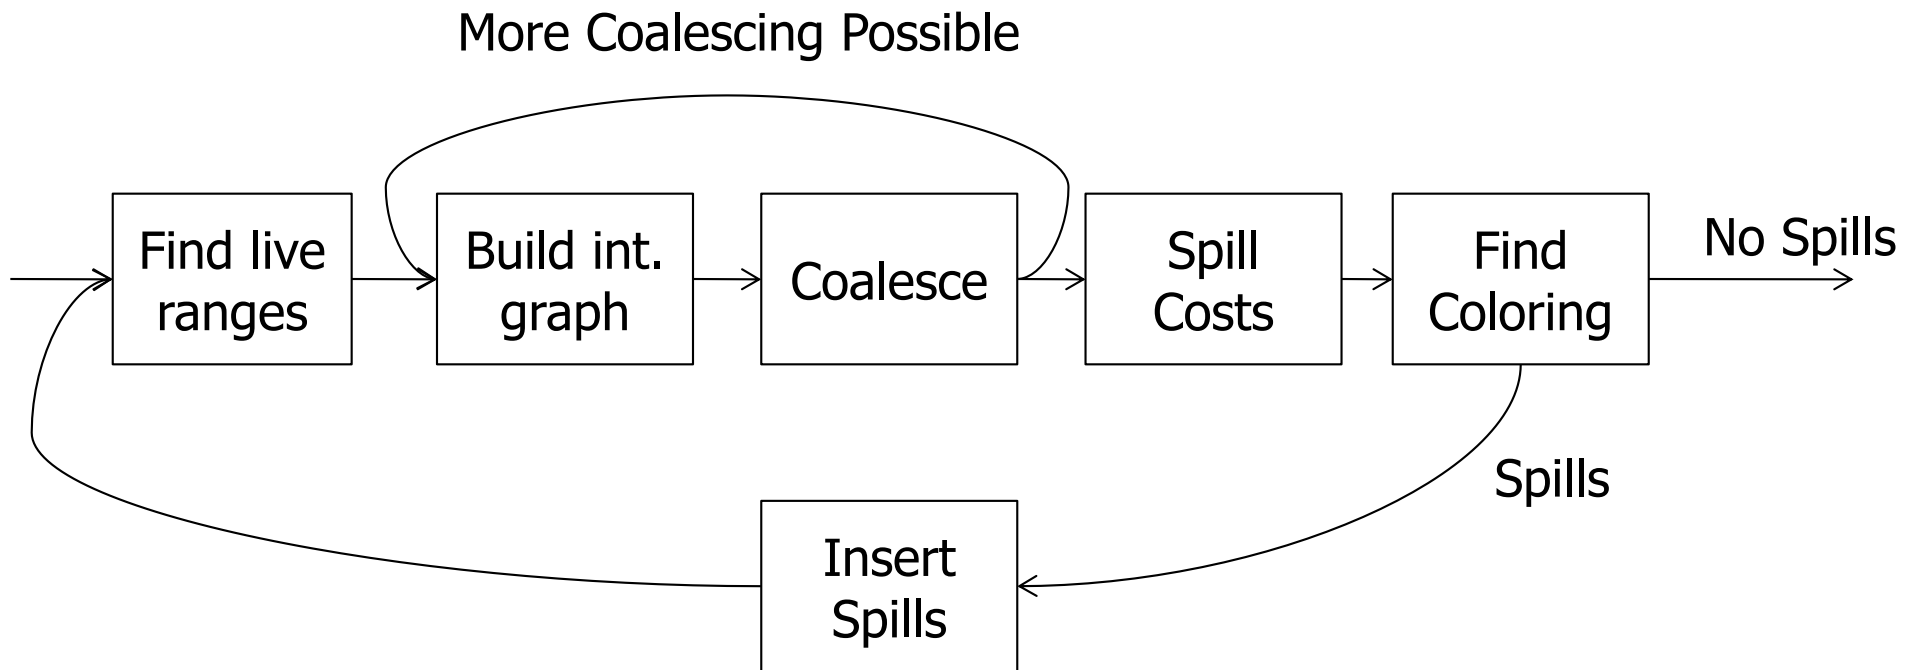 More Coalescing Possible
Find live
ranges
Build int.
graph
Coalesce
Spill
Costs
Find
Coloring
No Spills
Spills
Insert
Spills